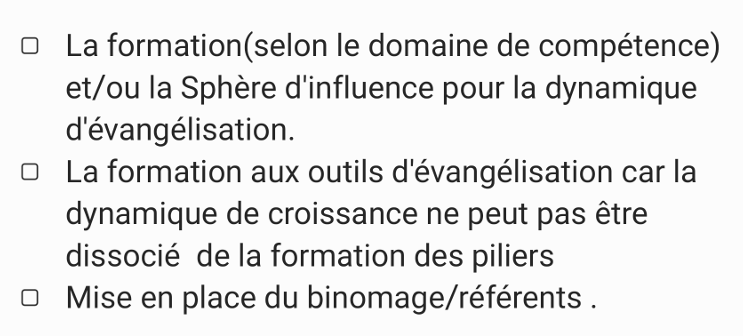 ☐ La formation(selon le domaine de compétence)
et/ou la Sphère d'influence pour la dynamique
d'évangélisation.
☐ La formation aux outils d'évangélisation car la
dynamique de croissance ne peut pas être
dissocié  de la formation des piliers
☐ Mise en place du binomage/référents .